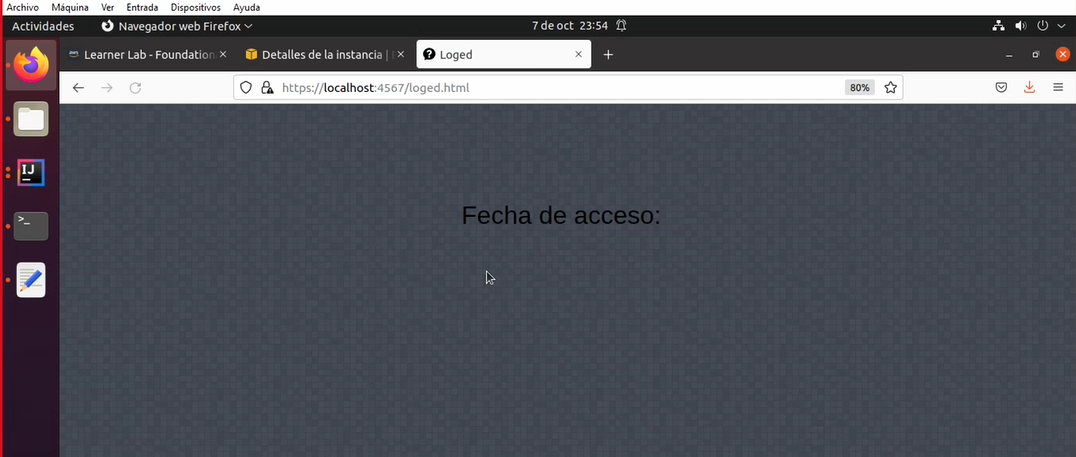 Archivo Máquina Ver Entrada Dispositivos Ayuda
Actividades Navegador web Firefox 7 de oct 23:54
Learner Lab - Foundation Detalles de la instancia | Loged
https://localhost:4567/loged.html 80%
Fecha de acceso: